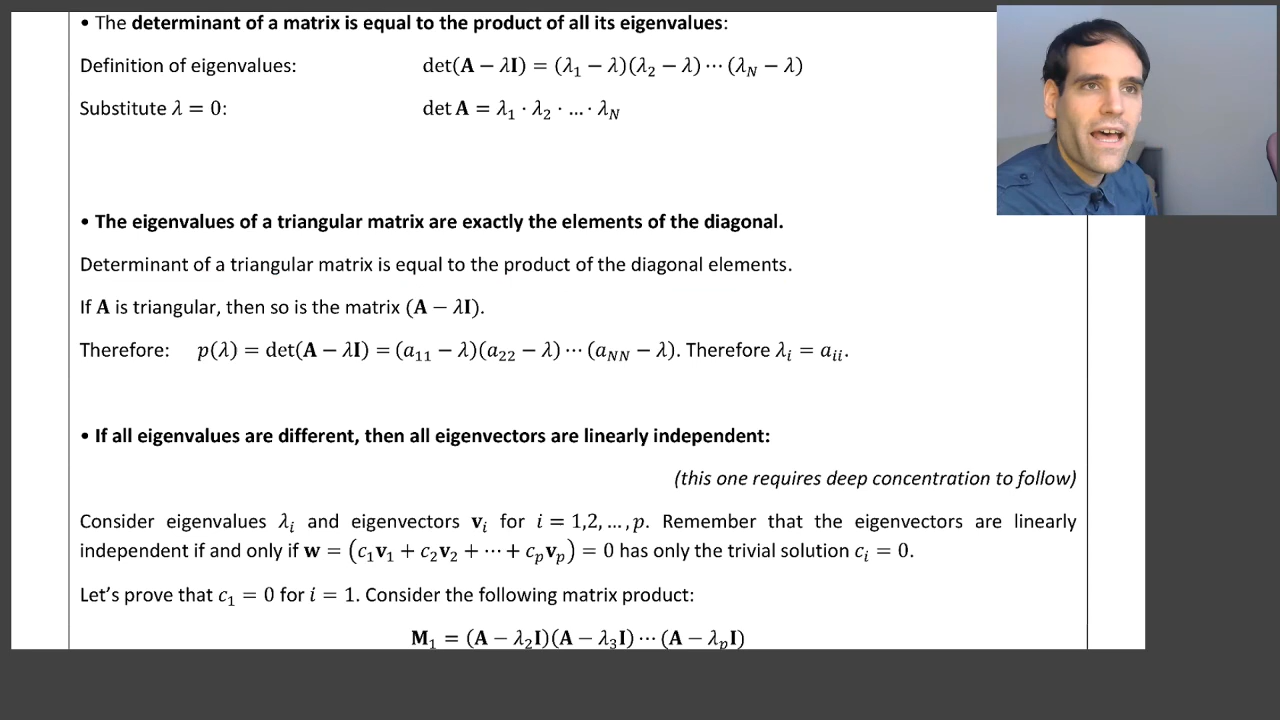 • The determinant of a matrix is equal to the product of all its eigenvalues:
Definition of eigenvalues: det(A − λI) = (λ₁ − λ)(λ₂ − λ) ⋯ (λ_N − λ)
Substitute λ = 0: det A = λ₁ · λ₂ · … · λ_N
• The eigenvalues of a triangular matrix are exactly the elements of the diagonal.
Determinant of a triangular matrix is equal to the product of the diagonal elements.
If A is triangular, then so is the matrix (A − λI).
Therefore: p(λ) = det(A − λI) = (a₁₁ − λ)(a₂₂ − λ) ⋯ (a_NN − λ). Therefore λᵢ = aᵢᵢ.
• If all eigenvalues are different, then all eigenvectors are linearly independent:
(this one requires deep concentration to follow)
Consider eigenvalues λᵢ and eigenvectors vᵢ for i = 1,2, … , p. Remember that the eigenvectors are linearly
independent if and only if w = (c₁v₁ + c₂v₂ + ⋯ + cₚvₚ) = 0 has only the trivial solution cᵢ = 0.
Let’s prove that c₁ = 0 for i = 1. Consider the following matrix product:
M₁ = (A − λ₂I)(A − λ₃I) ⋯ (A − λₚI)